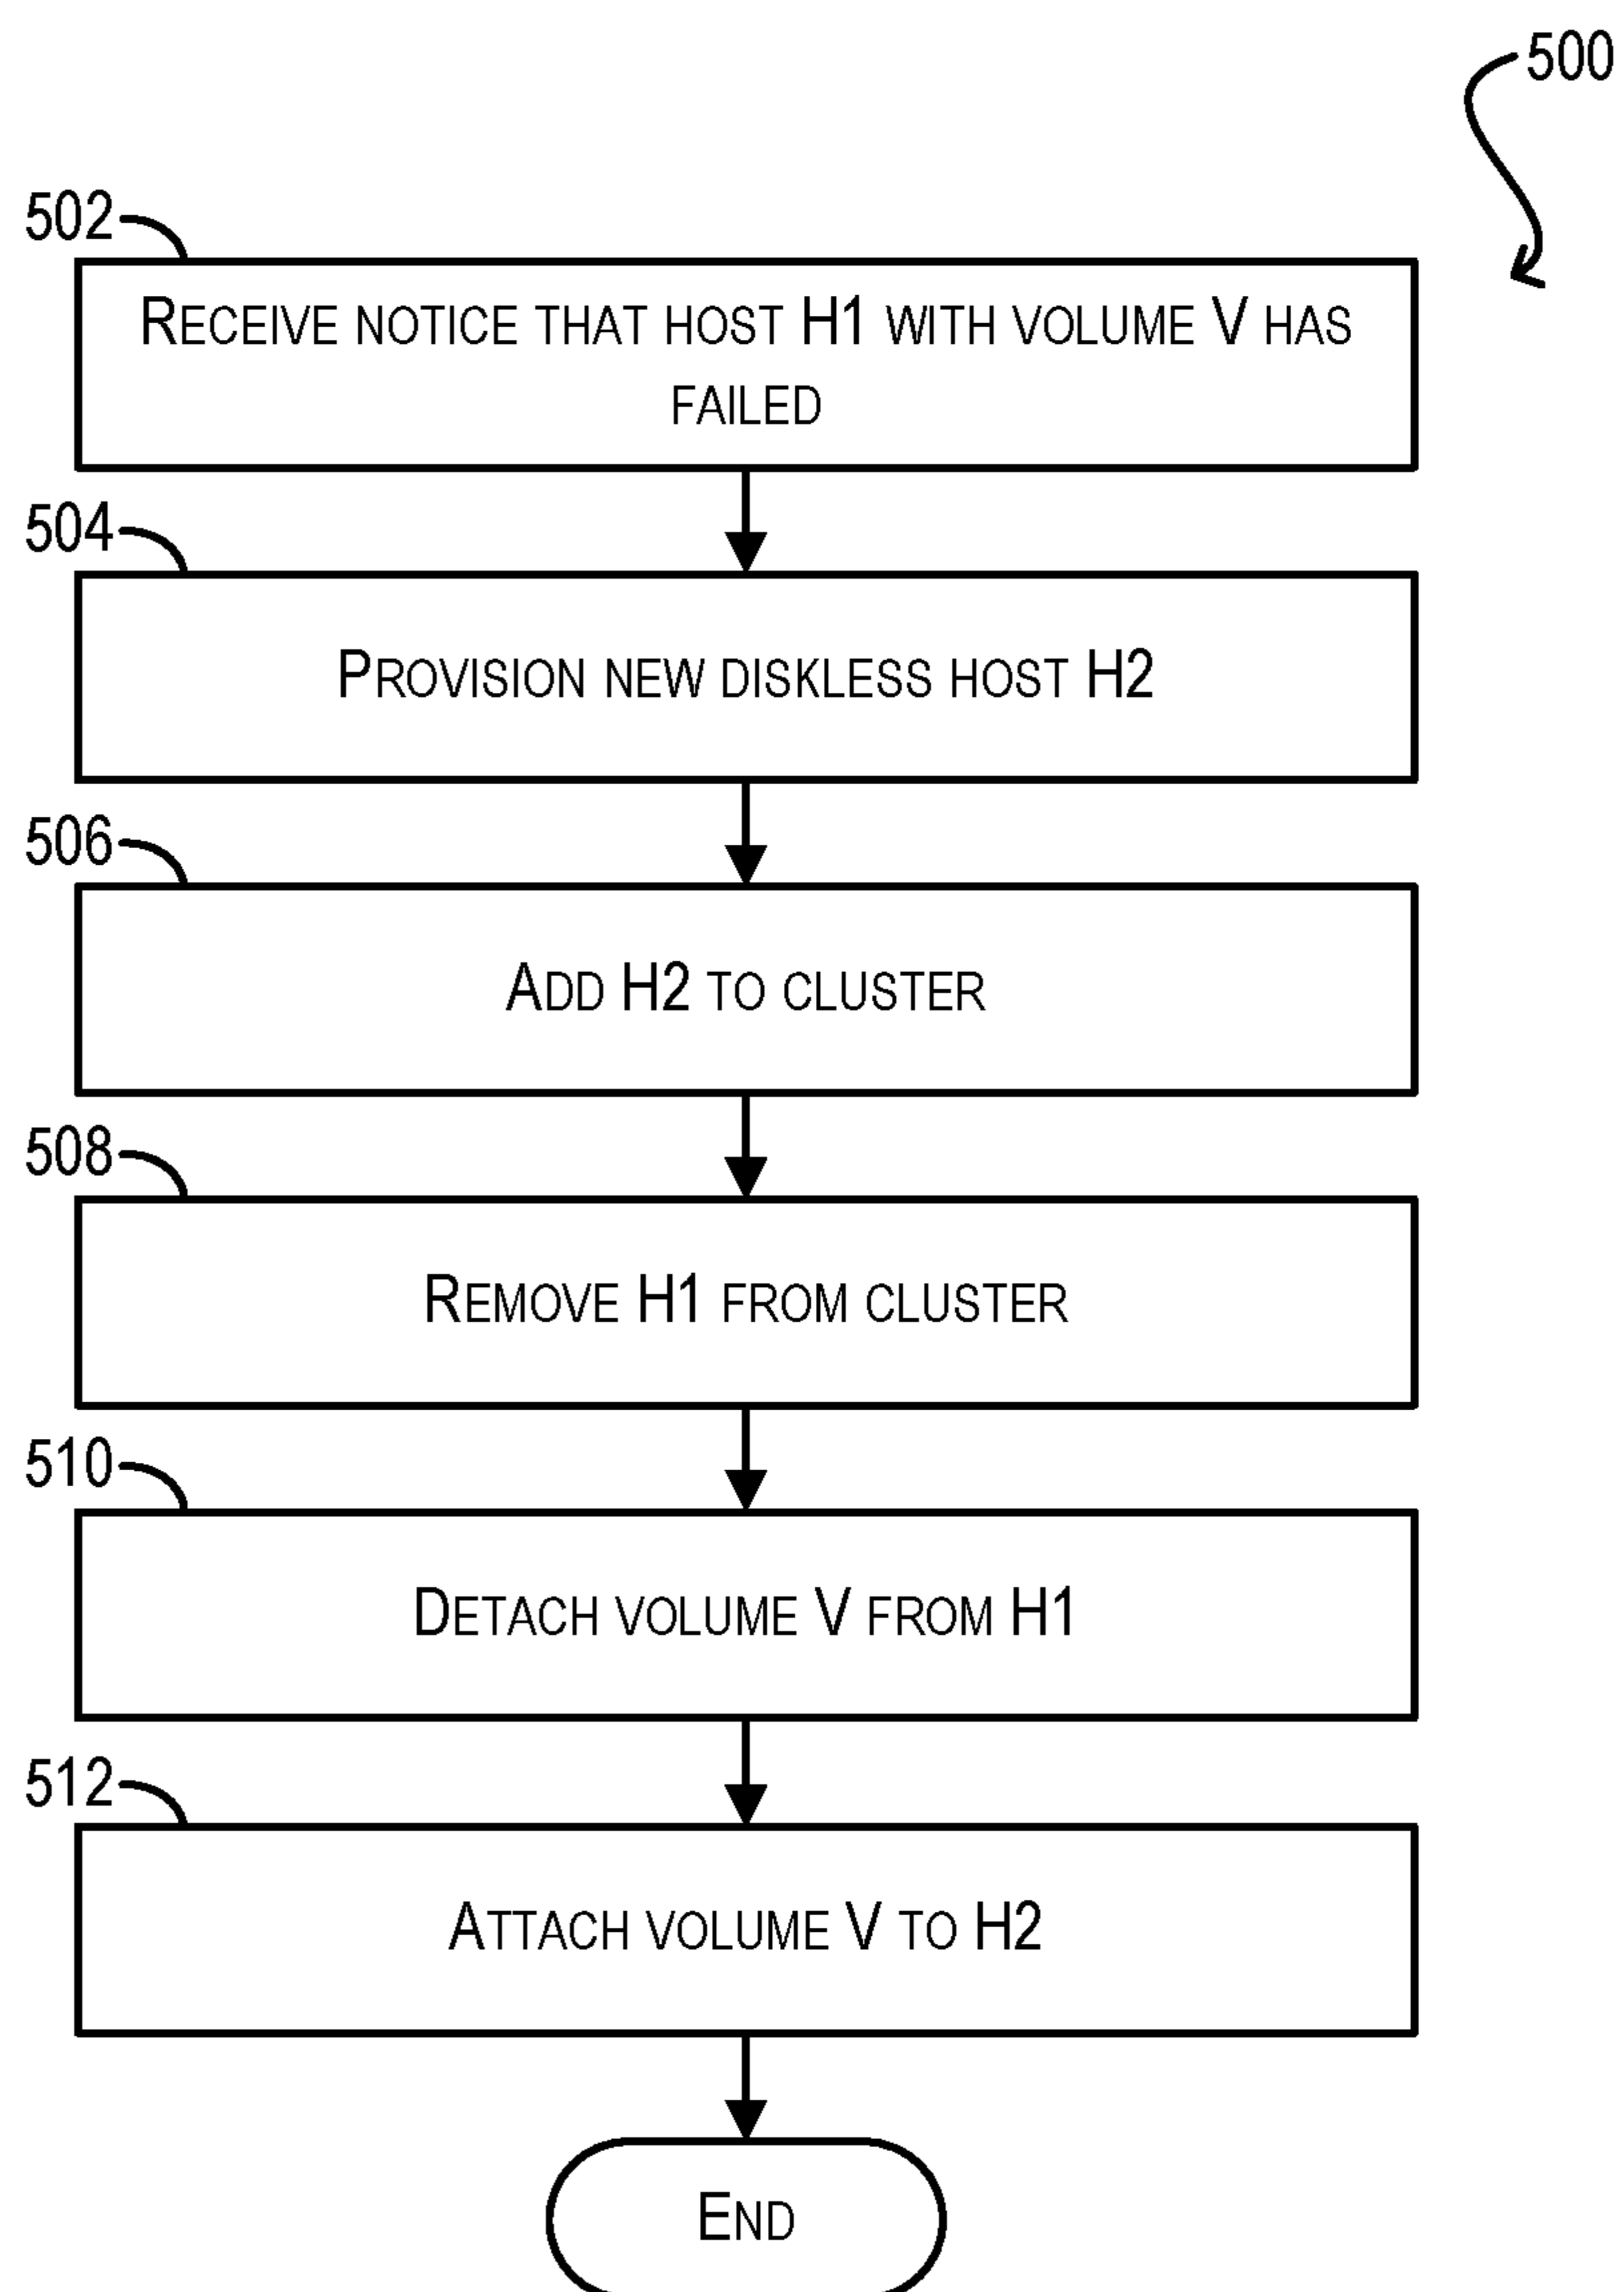 500
502
RECEIVE NOTICE THAT HOST H1 WITH VOLUME V HAS
FAILED
504
PROVISION NEW DISKLESS HOST H2
506
ADD H2 TO CLUSTER
508
REMOVE H1 FROM CLUSTER
510
DETACH VOLUME V FROM H1
512
ATTACH VOLUME V TO H2
END